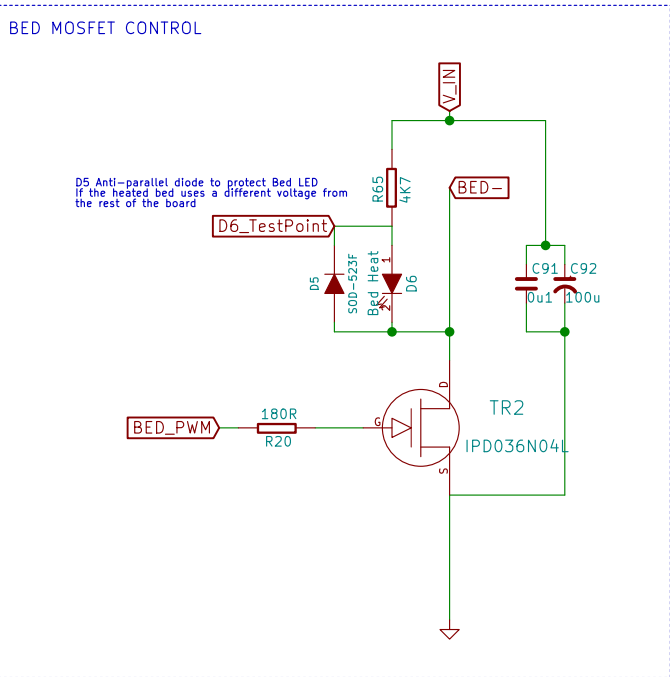 BED MOSFET CONTROL
V_IN
D5 Anti-parallel diode to protect Bed LED
If the heated bed uses a different voltage from
the rest of the board
R65
4K7
BED-
D6_TestPoint
D5
SOD-523F
Bed Heat
1
2
D6
C91
C92
0u1
100u
D
TR2
180R
BED_PWM
G
R20
IPD036N04L
S